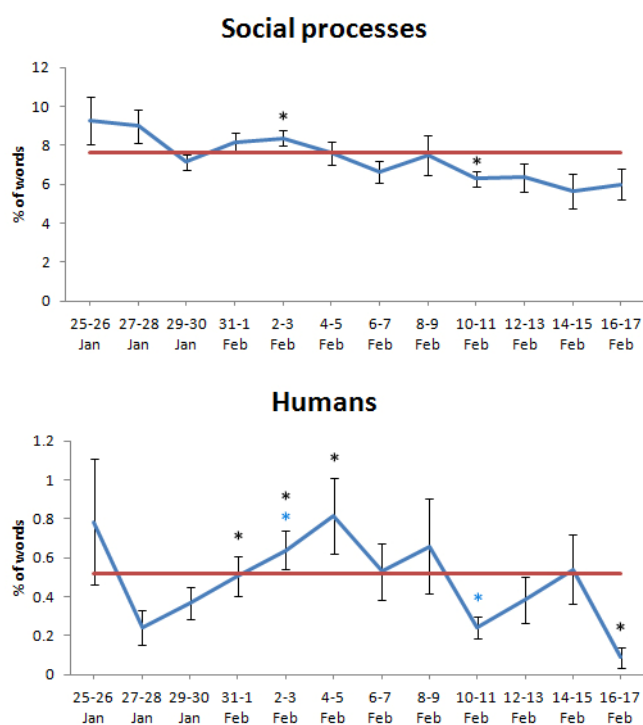 Social processes
12
10
8
6
4
2
0
% of words
*
*
25-26 27-28 29-30 31-1 2-3 4-5 6-7 8-9 10-11 12-13 14-15 16-17
Jan Jan Jan Feb Feb Feb Feb Feb Feb Feb Feb Feb
Humans
1.2
1
0.8
0.6
0.4
0.2
0
% of words
*
*
*
*
*
*
25-26 27-28 29-30 31-1 2-3 4-5 6-7 8-9 10-11 12-13 14-15 16-17
Jan Jan Jan Feb Feb Feb Feb Feb Feb Feb Feb Feb